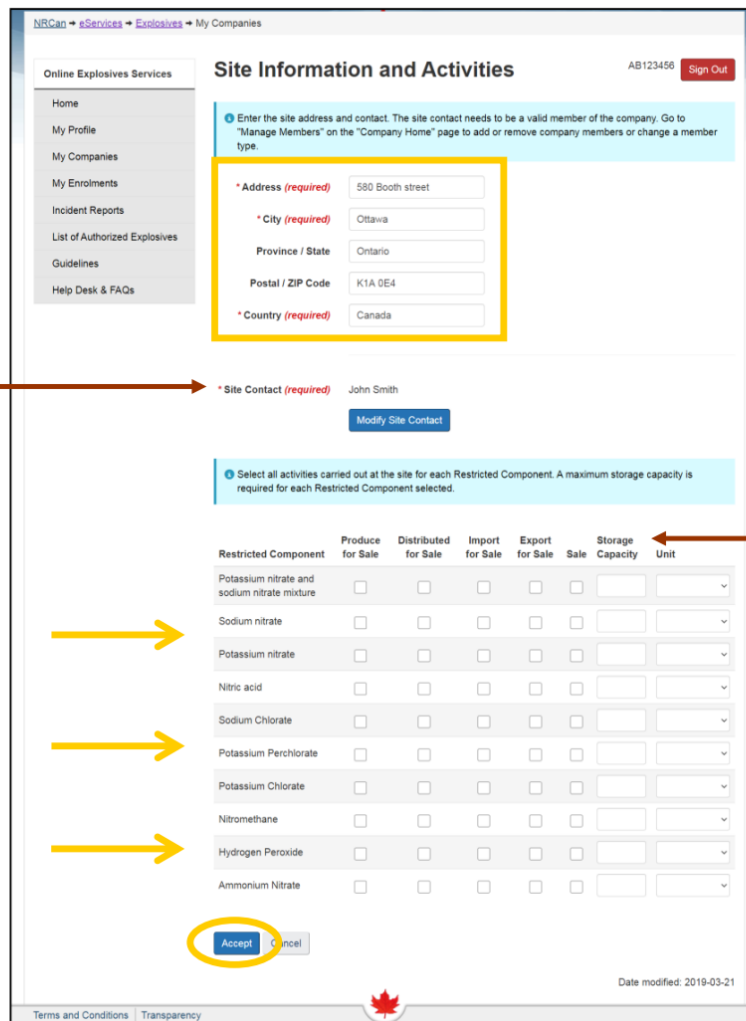 NRCan → eServices → Explosives → My Companies
Online Explosives Services
Home
My Profile
My Companies
My Enrolments
Incident Reports
List of Authorized Explosives
Guidelines
Help Desk & FAQs
Site Information and Activities
AB123456 Sign Out
Enter the site address and contact. The site contact needs to be a valid member of the company. Go to
"Manage Members" on the "Company Home" page to add or remove company members or change a member
type.
* Address (required) 580 Booth street
* City (required) Ottawa
Province / State Ontario
Postal / ZIP Code K1A 0E4
* Country (required) Canada
* Site Contact (required) John Smith
Modify Site Contact
Select all activities carried out at the site for each Restricted Component. A maximum storage capacity is
required for each Restricted Component selected.
Produce Distributed Import Export Storage
Restricted Component for Sale for Sale for Sale for Sale Sale Capacity Unit
Potassium nitrate and
sodium nitrate mixture
Sodium nitrate
Potassium nitrate
Nitric acid
Sodium Chlorate
Potassium Perchlorate
Potassium Chlorate
Nitromethane
Hydrogen Peroxide
Ammonium Nitrate
Accept Cancel
Date modified: 2019-03-21
Terms and Conditions | Transparency